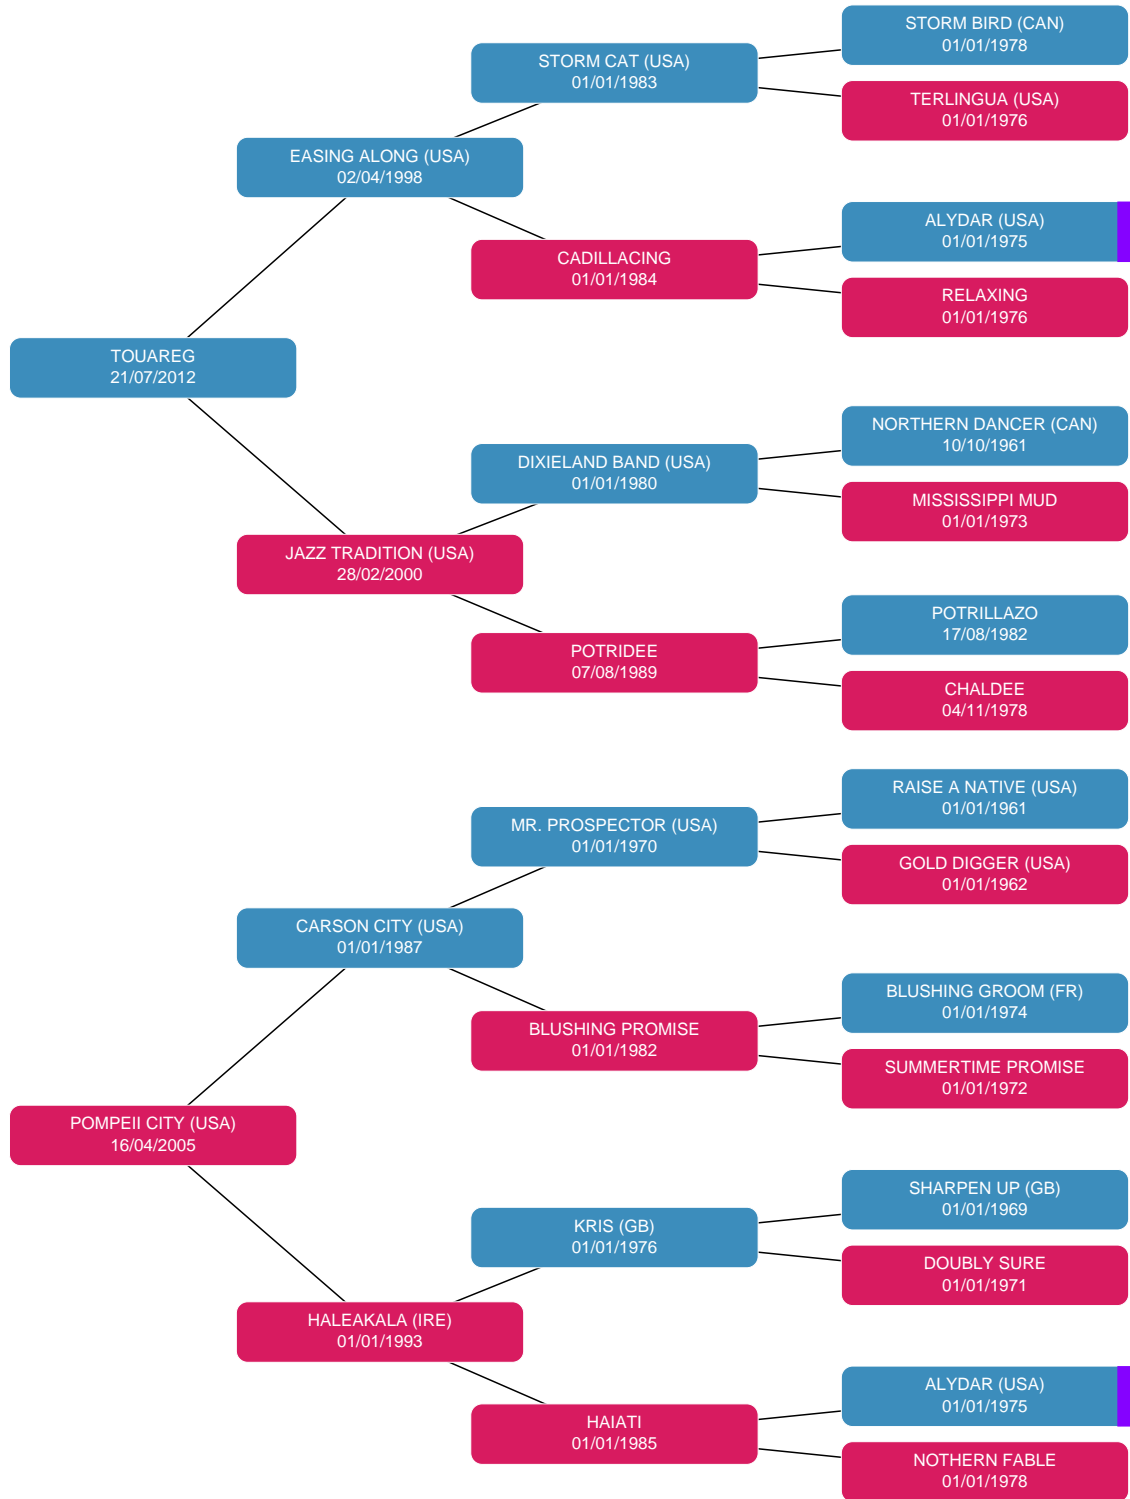 STORM BIRD (CAN)
01/01/1978
STORM CAT (USA)
01/01/1983
TERLINGUA (USA)
01/01/1976
EASING ALONG (USA)
02/04/1998
ALYDAR (USA)
01/01/1975
CADILLACING
01/01/1984
RELAXING
01/01/1976
TOUAREG
21/07/2012
NORTHERN DANCER (CAN)
10/10/1961
DIXIELAND BAND (USA)
01/01/1980
MISSISSIPPI MUD
01/01/1973
JAZZ TRADITION (USA)
28/02/2000
POTRILLAZO
17/08/1982
POTRIDEE
07/08/1989
CHALDEE
04/11/1978
RAISE A NATIVE (USA)
01/01/1961
MR. PROSPECTOR (USA)
01/01/1970
GOLD DIGGER (USA)
01/01/1962
CARSON CITY (USA)
01/01/1987
BLUSHING GROOM (FR)
01/01/1974
BLUSHING PROMISE
01/01/1982
SUMMERTIME PROMISE
01/01/1972
POMPEII CITY (USA)
16/04/2005
SHARPEN UP (GB)
01/01/1969
KRIS (GB)
01/01/1976
DOUBLY SURE
01/01/1971
HALEAKALA (IRE)
01/01/1993
ALYDAR (USA)
01/01/1975
HAIATI
01/01/1985
NOTHERN FABLE
01/01/1978